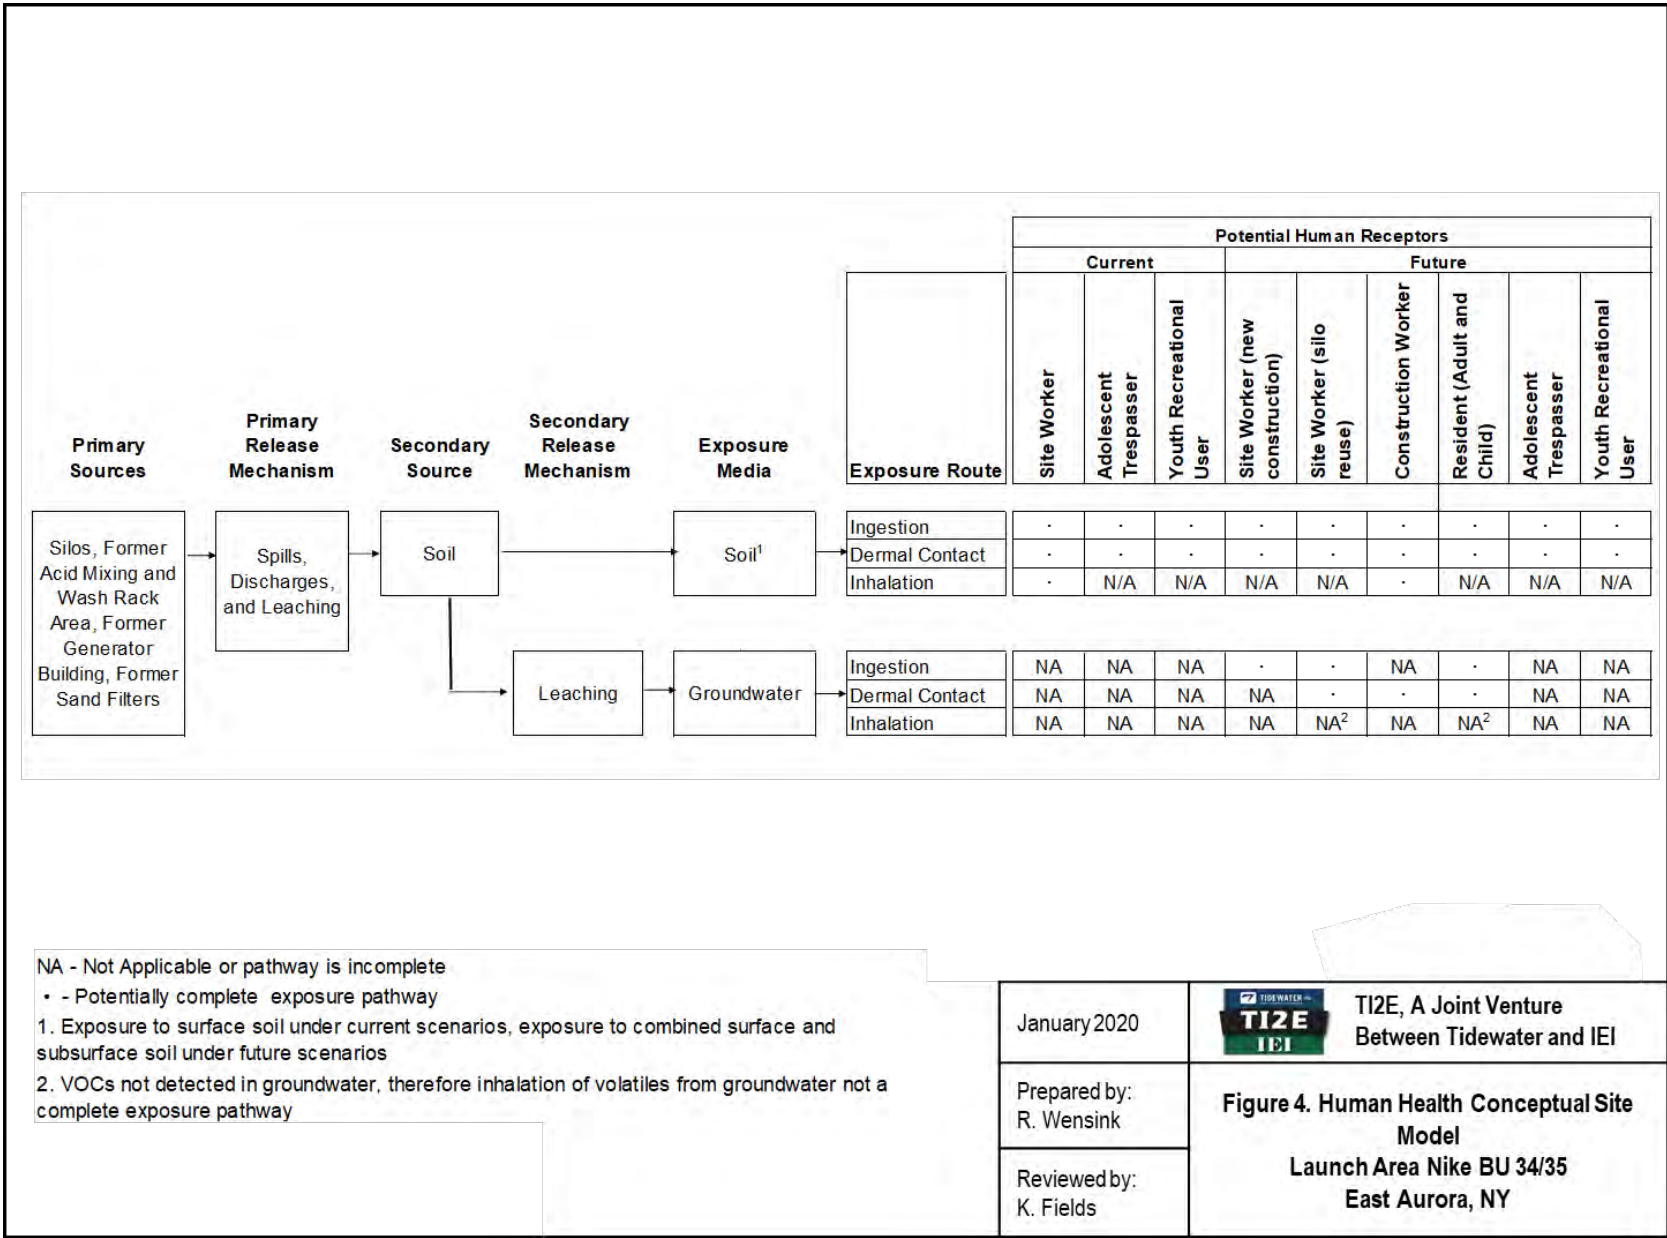 Potential Human Receptors
Current
Future
Primary
Sources
Primary
Release
Mechanism
Secondary
Source
Secondary
Release
Mechanism
Exposure
Media
Exposure Route
Site Worker
Adolescent
Trespasser
Youth Recreational
User
Site Worker (new
construction)
Site Worker (silo
reuse)
Construction Worker
Resident (Adult and
Child)
Adolescent
Trespasser
Youth Recreational
User
Silos, Former
Acid Mixing and
Wash Rack
Area, Former
Generator
Building, Former
Sand Filters
Spills,
Discharges,
and Leaching
Soil
Soil¹
Ingestion · · · · · · · · ·
Dermal Contact · · · · · · · · ·
Inhalation · N/A N/A N/A N/A · N/A N/A N/A
Leaching
Groundwater
Ingestion NA NA NA · · NA · NA NA
Dermal Contact NA NA NA NA · · · NA NA
Inhalation NA NA NA NA NA² NA NA² NA NA
NA - Not Applicable or pathway is incomplete
• - Potentially complete exposure pathway
1. Exposure to surface soil under current scenarios, exposure to combined surface and
subsurface soil under future scenarios
2. VOCs not detected in groundwater, therefore inhalation of volatiles from groundwater not a
complete exposure pathway
January 2020
TIDEWATER
TI2E
IEI
TI2E, A Joint Venture
Between Tidewater and IEI
Prepared by:
R. Wensink
Reviewed by:
K. Fields
Figure 4. Human Health Conceptual Site
Model
Launch Area Nike BU 34/35
East Aurora, NY